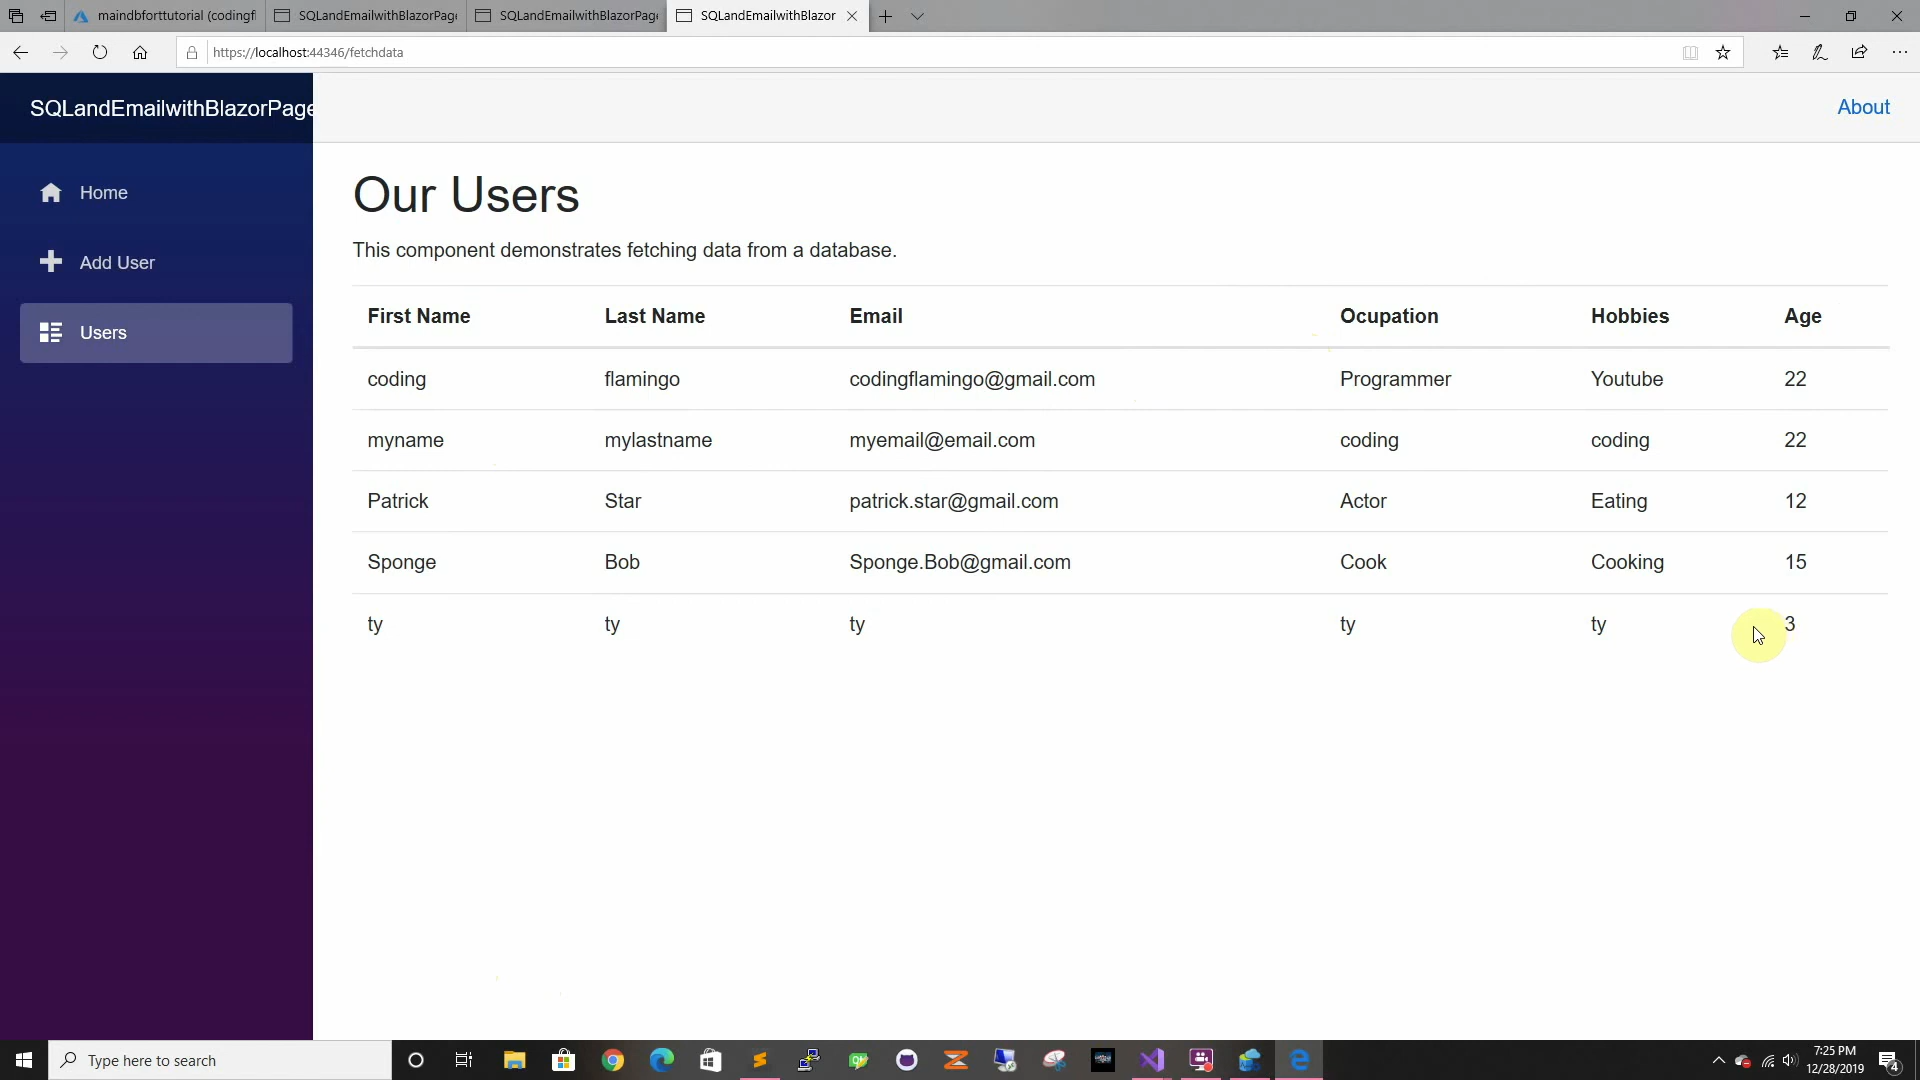 maindbforttutorial (codingfl
SQLandEmailwithBlazorPage
SQLandEmailwithBlazorPage
SQLandEmailwithBlazor
https://localhost:44346/fetchdata
SQLandEmailwithBlazorPage
About
Home
Add User
Users
Our Users
This component demonstrates fetching data from a database.
First Name Last Name Email Ocupation Hobbies Age
coding flamingo codingflamingo@gmail.com Programmer Youtube 22
myname mylastname myemail@email.com coding coding 22
Patrick Star patrick.star@gmail.com Actor Eating 12
Sponge Bob Sponge.Bob@gmail.com Cook Cooking 15
ty ty ty ty ty 3
Type here to search
7:25 PM
12/28/2019
4